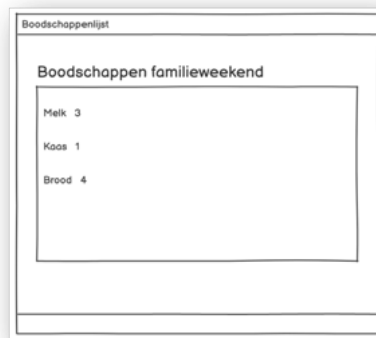 Boodschappenlijst
Boodschappen familieweekend
Melk 3
Kaas 1
Brood 4